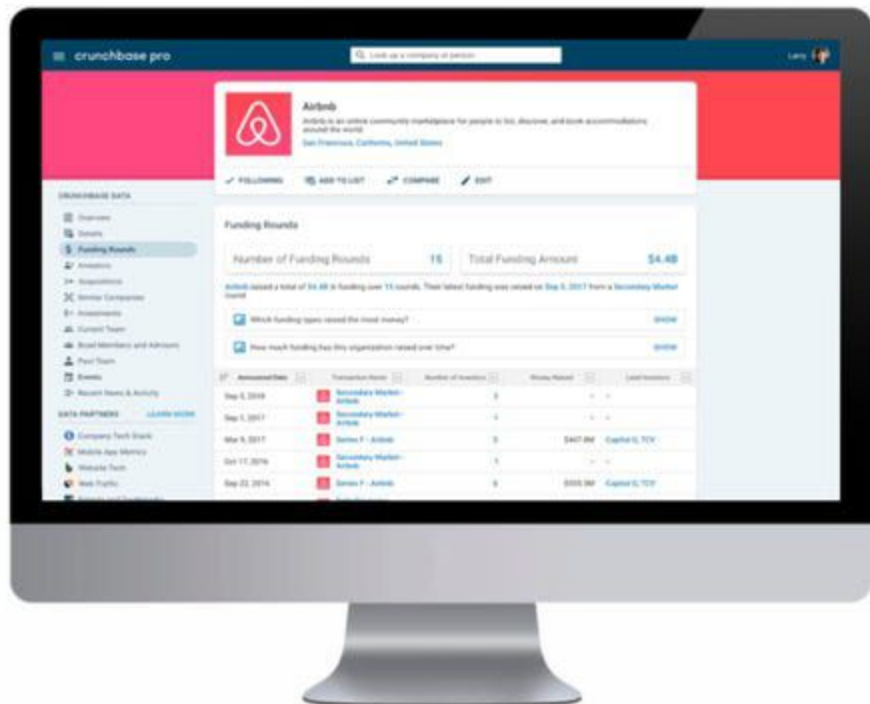 crunchbase pro
Look up a company or person
Larry
Airbnb
Airbnb is an online community marketplace for people to list, discover, and book accommodations
around the world
San Francisco, California, United States
FOLLOWING
ADD TO LIST
COMPARE
EDIT
CRUNCHBASE DATA
Overview
Details
Funding Rounds
Investors
Acquisitions
Similar Companies
Investments
Current Team
Board Members and Advisors
Past Team
Events
Recent News & Activity
DATA PARTNERS LEARN MORE
Company Tech Stack
Mobile App Metrics
Website Tech
Web Traffic
Funding Rounds
Number of Funding Rounds 15
Total Funding Amount $4.4B
Airbnb raised a total of $4.4B in funding over 15 rounds. Their latest funding was raised on Sep 5, 2017 from a Secondary Market
round
Which funding types raised the most money? SHOW
How much funding has this organization raised over time? SHOW
Announced Date Transaction Name Number of Investors Money Raised Lead Investors
Sep 5, Secondary Market - Airbnb 3 - -
Sep 1, 2017 Secondary Market - Airbnb 1 - -
Mar 9, 2017 Series F - Airbnb Capital G, TCV
Oct 17, 2016 Secondary Market - Airbnb 1 - -
Sep 22, 2016 Series F - Airbnb Capital G, TCV